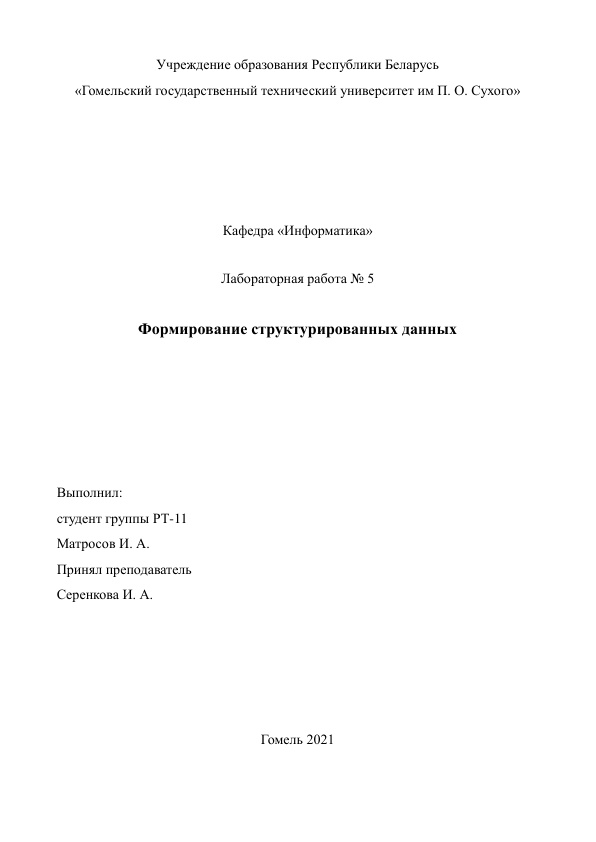 Учреждение образования Республики Беларусь
«Гомельский государственный технический университет им П. О. Сухого»
Кафедра «Информатика»
Лабораторная работа № 5
Формирование структурированных данных
Выполнил:
студент группы РТ-11
Матросов И. А.
Принял преподаватель
Серенкова И. А.
Гомель 2021